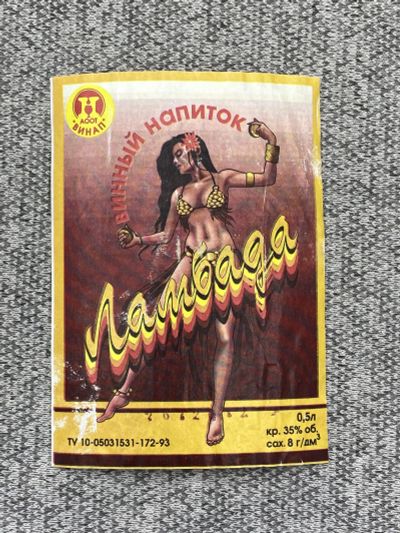 АООТ
"ВИНАП"
ВИННЫЙ НАПИТОК
Ламбада
0,5л
ТУ 10-05031531-172-93
кр. 35% об.
сах. 8 г/дм³